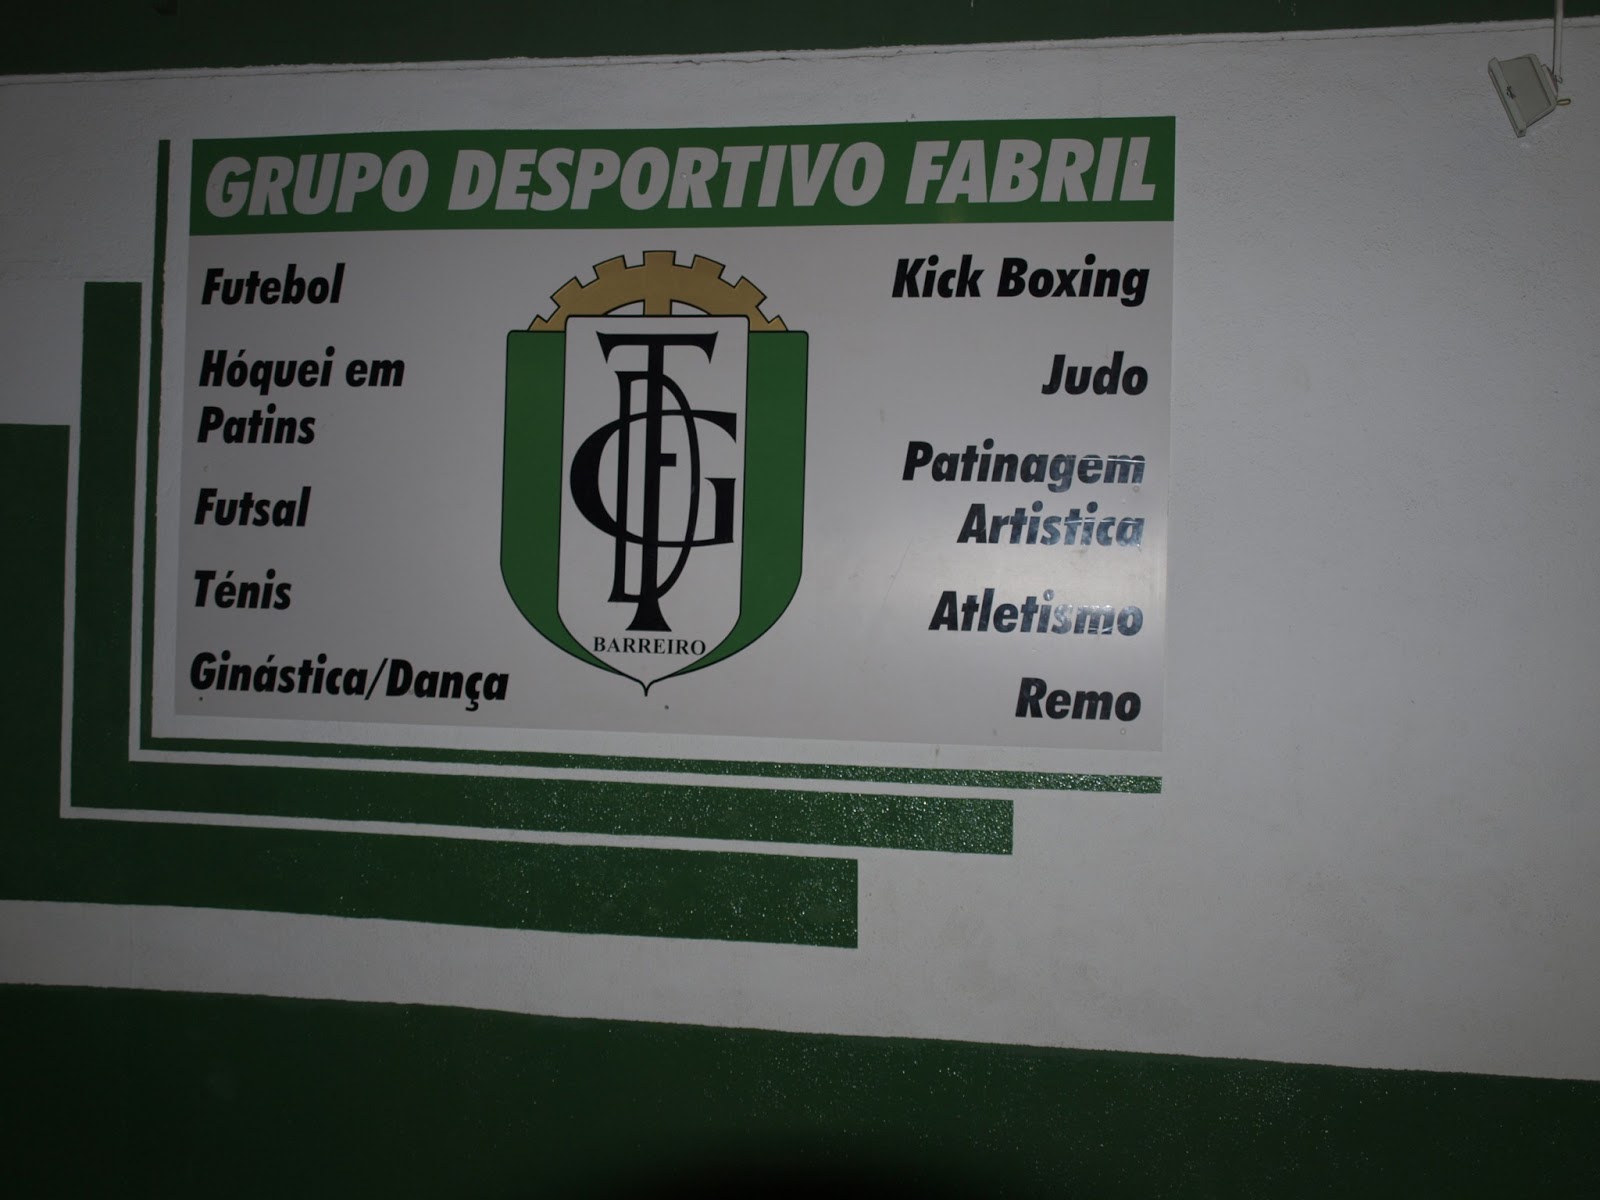 GRUPO DESPORTIVO FABRIL
Futebol
Hóquei em
Patins
Futsal
Ténis
Ginástica/Dança
GDF
BARREIRO
Kick Boxing
Judo
Patinagem
Artistica
Atletismo
Remo